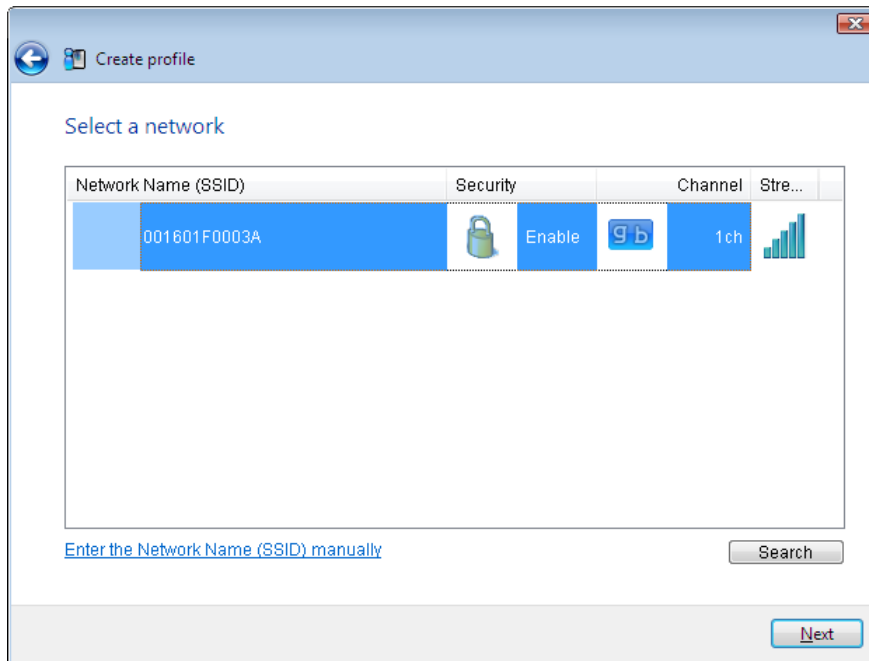 Create profile
Select a network
Network Name (SSID) Security Channel Stre...
001601F0003A Enable g b 1ch
Enter the Network Name (SSID) manually Search
Next